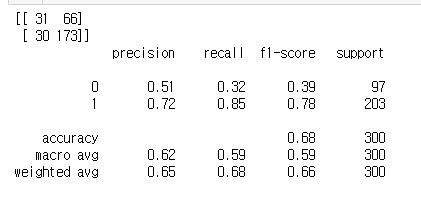 [[ 31  66]
 [ 30 173]]
              precision    recall  f1-score   support

           0       0.51      0.32      0.39        97
           1       0.72      0.85      0.78       203

    accuracy                           0.68       300
   macro avg       0.62      0.59      0.59       300
weighted avg       0.65      0.68      0.66       300